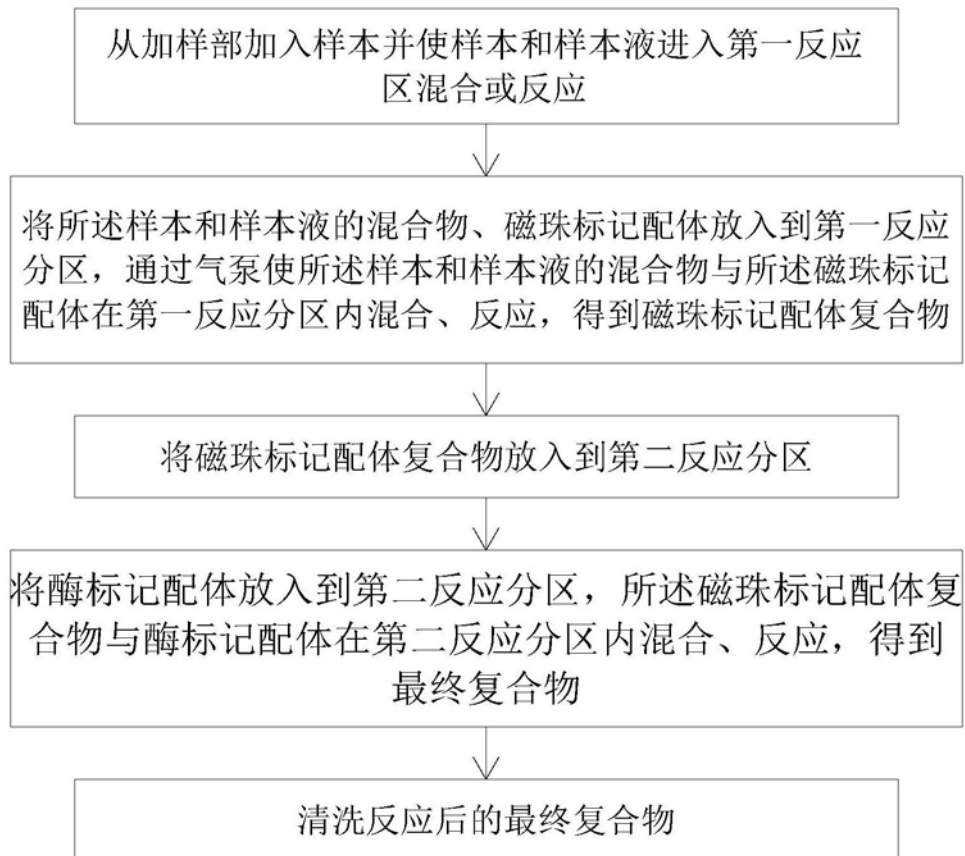 从加样部加入样本并使样本和样本液进入第一反应
区混合或反应
将所述样本和样本液的混合物、磁珠标记配体放入到第一反应
分区，通过气泵使所述样本和样本液的混合物与所述磁珠标记
配体在第一反应分区内混合、反应，得到磁珠标记配体复合物
将磁珠标记配体复合物放入到第二反应分区
将酶标记配体放入到第二反应分区，所述磁珠标记配体复
合物与酶标记配体在第二反应分区内混合、反应，得到
最终复合物
清洗反应后的最终复合物